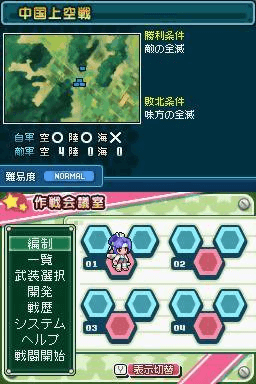 中国上空戦
勝利条件
敵の全滅
敗北条件
味方の全滅
自軍 空○ 陸○ 海×
敵軍 空 4 陸 0 海 0
難易度 NORMAL
作戦会議室
編制
一覧
武装選択
開発
戦歴
システム
ヘルプ
戦闘開始
01
02
03
04
Y 表示切替